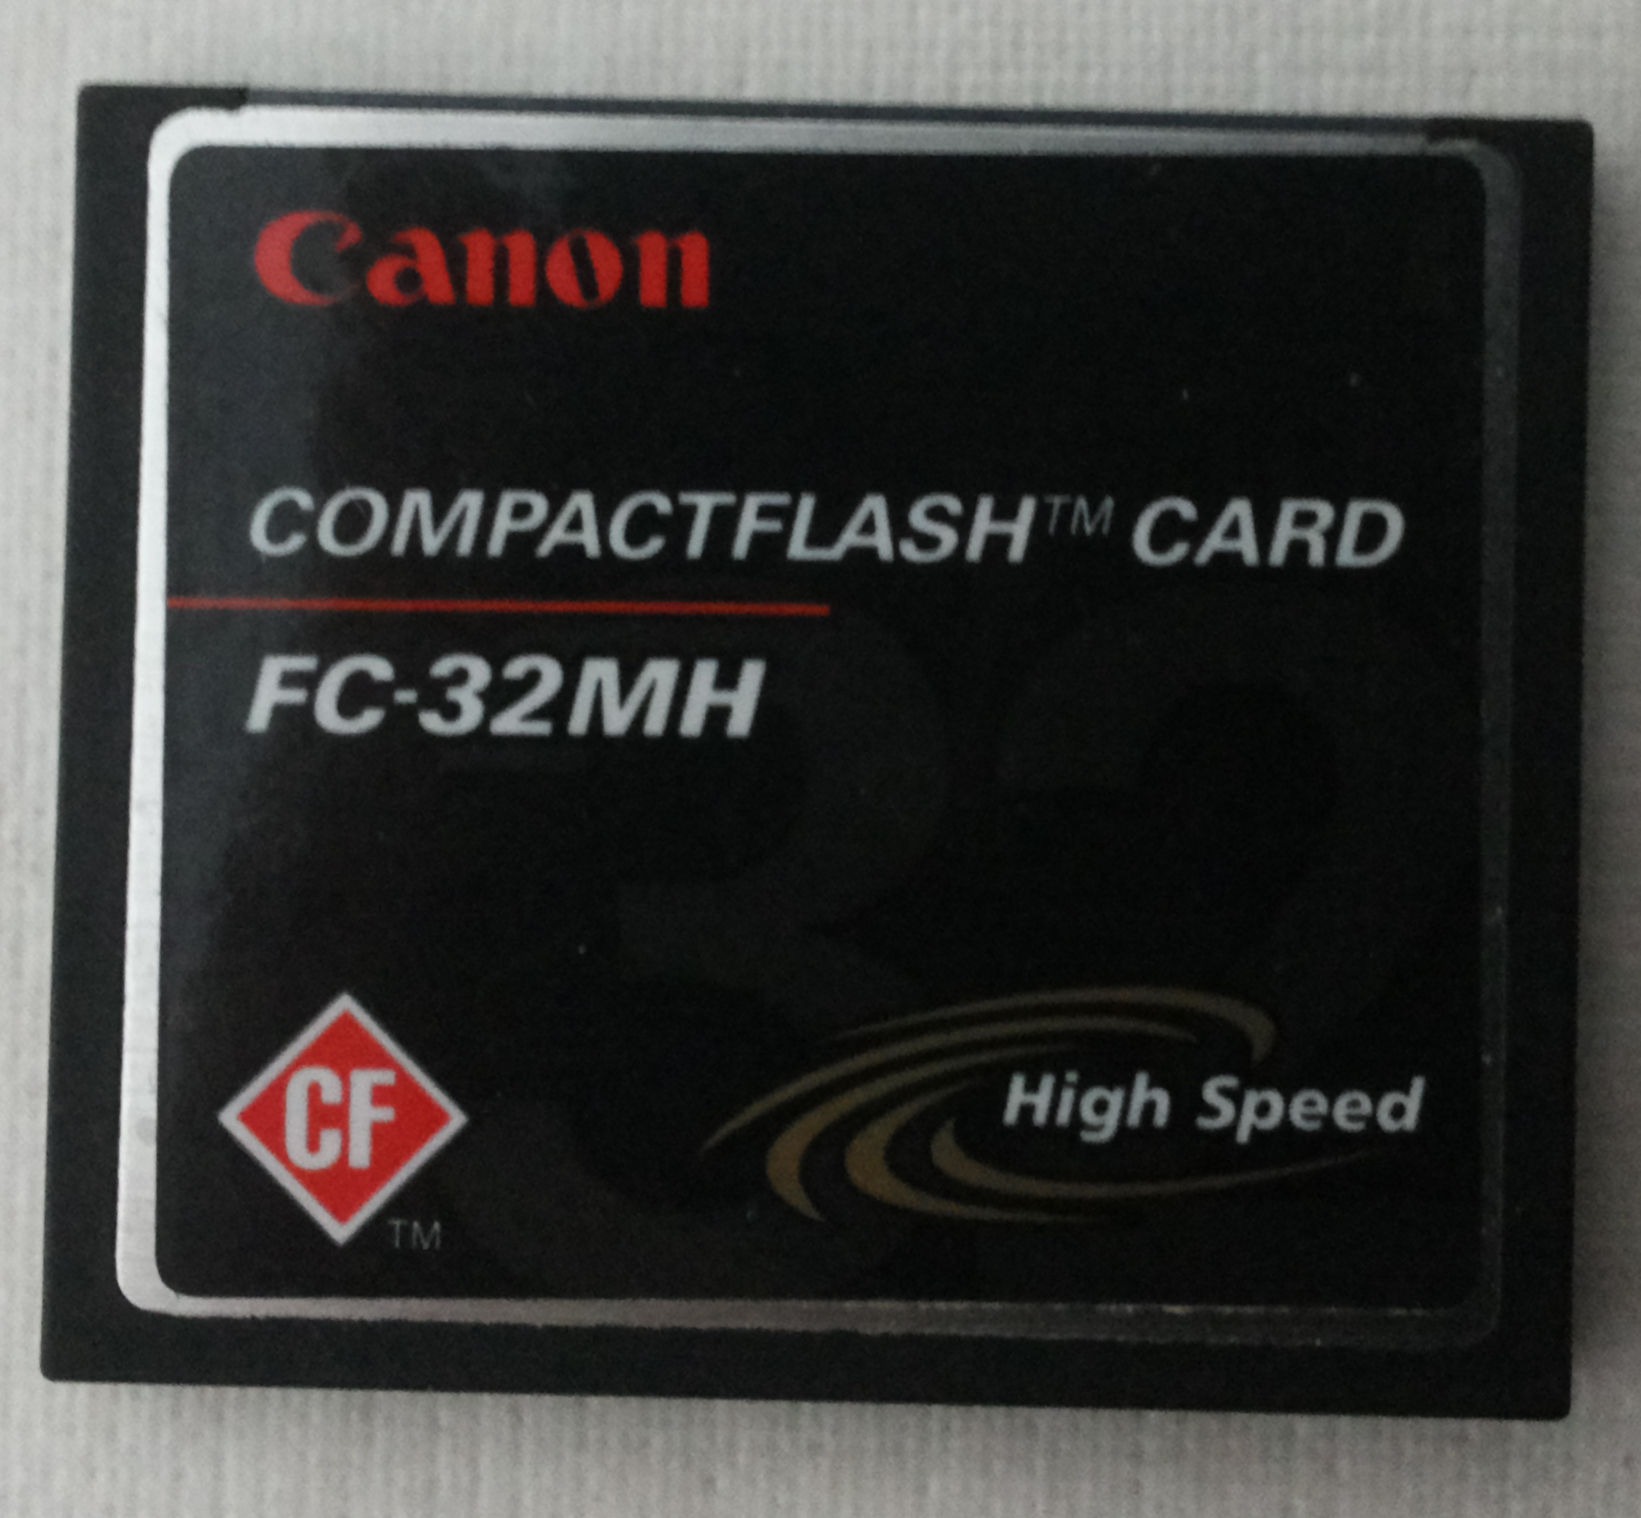 Canon
COMPACTFLASH™ CARD
FC-32MH
CF
TM
High Speed